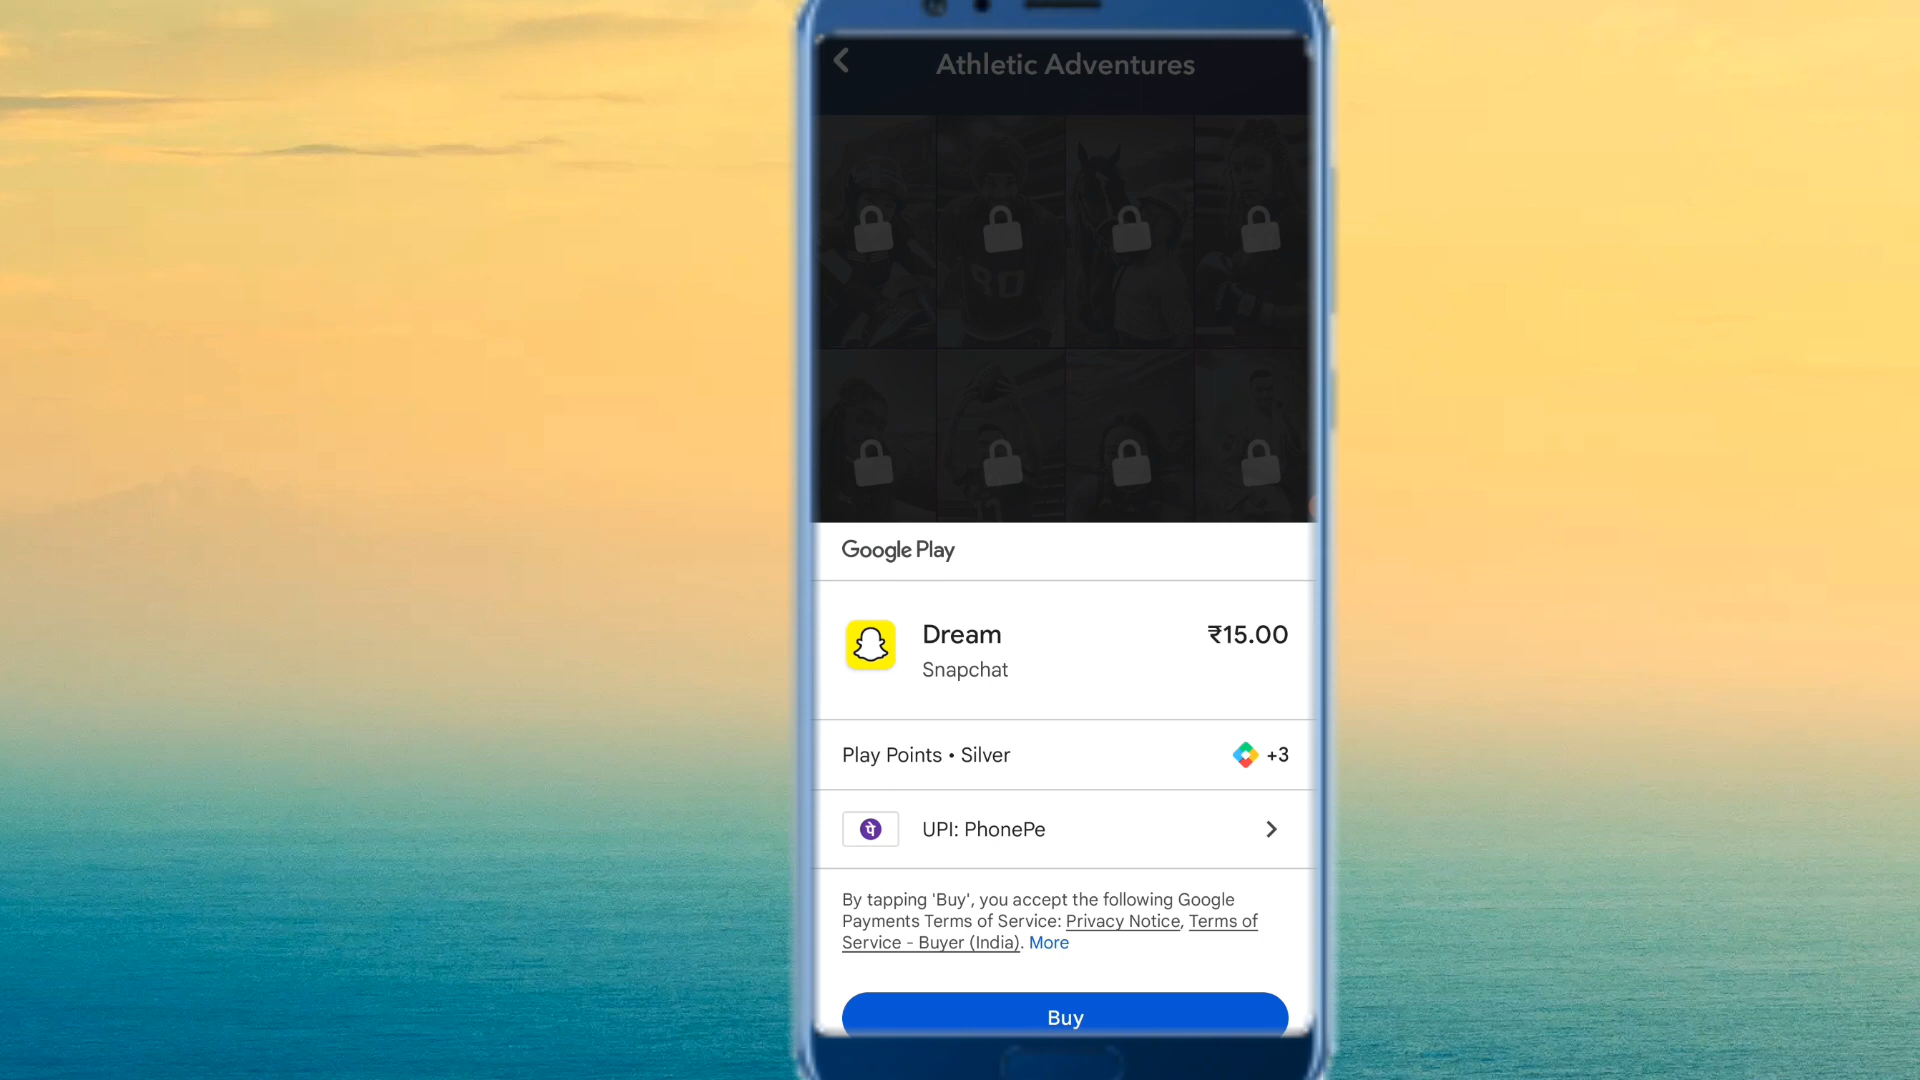 Athletic Adventures
80
Google Play
Dream
₹15.00
Snapchat
Play Points • Silver
+3
पे
UPI: PhonePe
By tapping 'Buy', you accept the following Google
Payments Terms of Service: Privacy Notice, Terms of
Service - Buyer (India). More
Buy